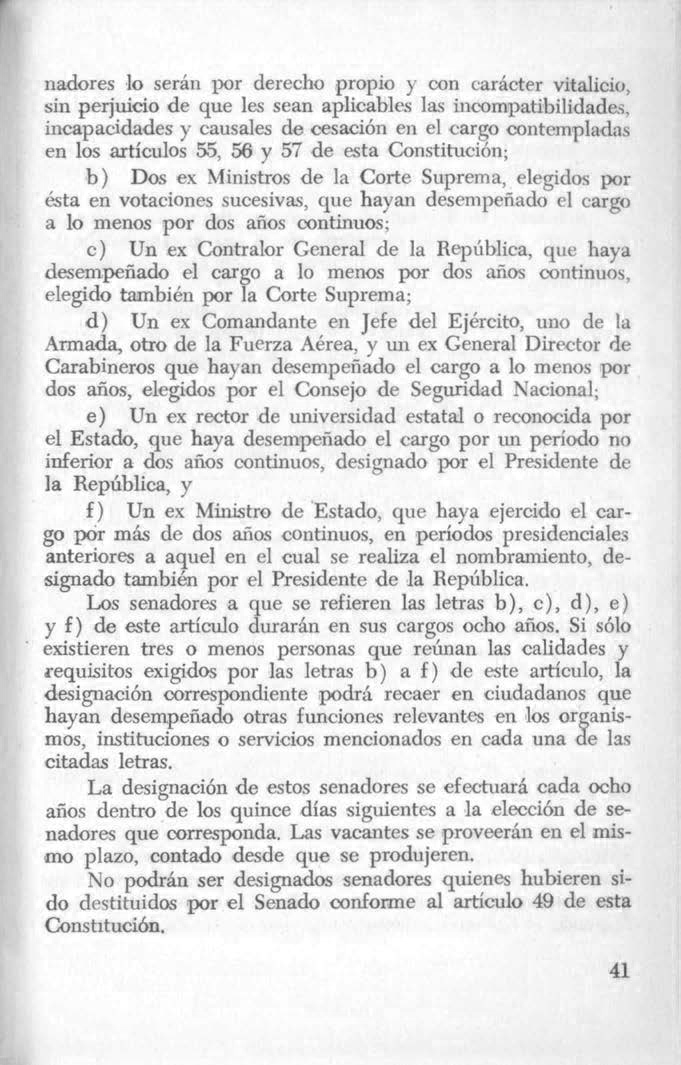 nadores lo serán por derecho propio y con carácter vitalicio,
sin perjuicio de que les sean aplicables las incompatibilidades,
incapacidades y causales de cesación en el cargo contempladas
en los artículos 55, 56 y 57 de esta Constitución;
b) Dos ex Ministros de la Corte Suprema, elegidos por
ésta en votaciones sucesivas, que hayan desempeñado el cargo
a lo menos por dos años continuos;
c) Un ex Contralor General de la República, que haya
desempeñado el cargo a lo menos por dos años continuos,
elegido también por la Corte Suprema;
d) Un ex Comandante en Jefe del Ejército, uno de la
Armada, otro de la Fuerza Aérea, y un ex General Director de
Carabineros que hayan desempeñado el cargo a lo menos por
dos años, elegidos por el Consejo de Seguridad Nacional;
e) Un ex rector de universidad estatal o reconocida por
el Estado, que haya desempeñado el cargo por un período no
inferior a dos años continuos, designado por el Presidente de
la República, y
f) Un ex Ministro de Estado, que haya ejercido el car-
go por más de dos años continuos, en períodos presidenciales
anteriores a aquel en el cual se realiza el nombramiento, de-
signado también por el Presidente de la República.
Los senadores a que se refieren las letras b), c), d), e)
y f) de este artículo durarán en sus cargos ocho años. Si sólo
existieren tres o menos personas que reúnan las calidades y
requisitos exigidos por las letras b) a f) de este artículo, la
designación correspondiente podrá recaer en ciudadanos que
hayan desempeñado otras funciones relevantes en los organis-
mos, instituciones o servicios mencionados en cada una de las
citadas letras.
La designación de estos senadores se efectuará cada ocho
años dentro de los quince días siguientes a la elección de se-
nadores que corresponda. Las vacantes se proveerán en el mis-
mo plazo, contado desde que se produjeren.
No podrán ser designados senadores quienes hubieren si-
do destituidos por el Senado conforme al artículo 49 de esta
Constitución.
41